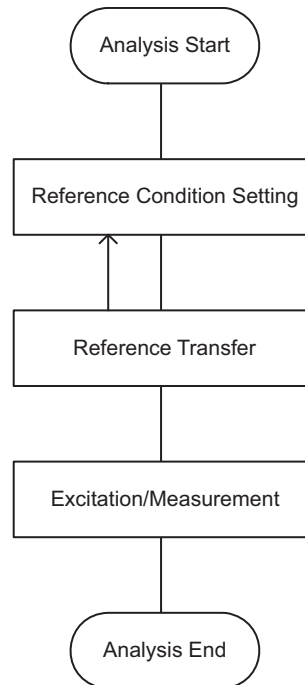 Analysis Start
Reference Condition Setting
Reference Transfer
Excitation/Measurement
Analysis End